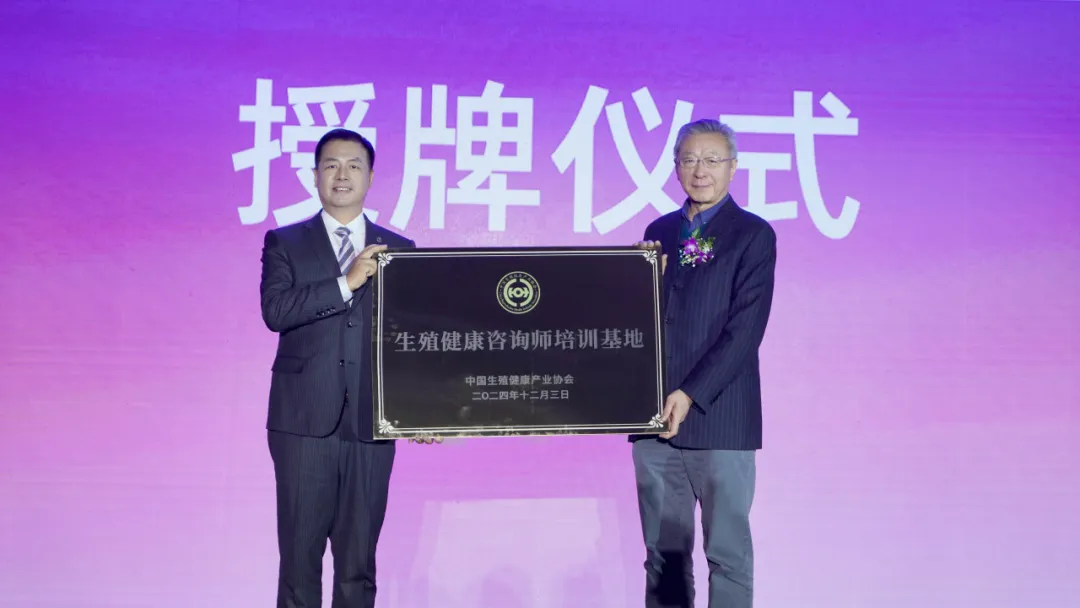 授牌仪式
生殖健康咨询师培训基地
中国生殖健康产业协会
二〇二四年十二月三日